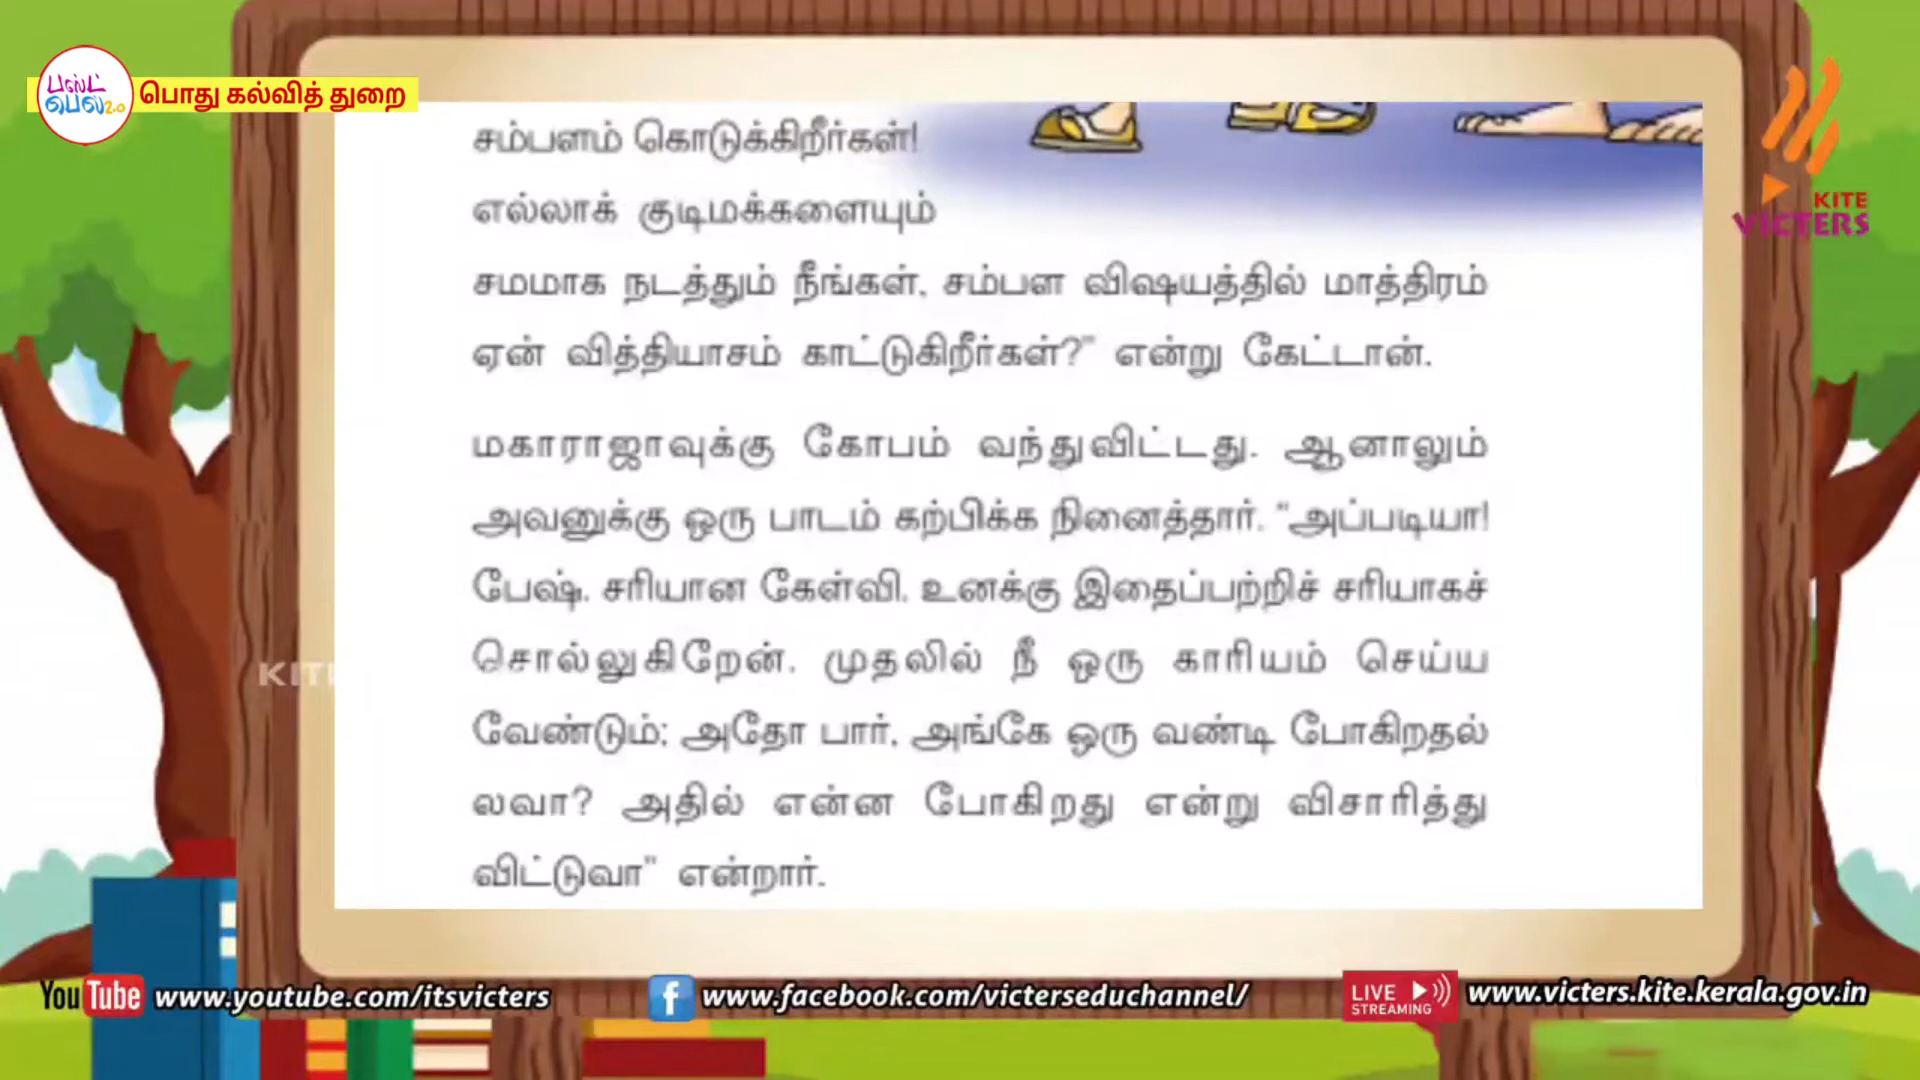 பஸ்ட்
பெல் 2.0
பொது கல்வித் துறை
KITE
VICTERS
சம்பளம் கொடுக்கிறீர்கள்!
எல்லாக் குடிமக்களையும்
சமமாக நடத்தும் நீங்கள், சம்பள விஷயத்தில் மாத்திரம்
ஏன் வித்தியாசம் காட்டுகிறீர்கள்?" என்று கேட்டான்.
மகாராஜாவுக்கு கோபம் வந்துவிட்டது. ஆனாலும்
அவனுக்கு ஒரு பாடம் கற்பிக்க நினைத்தார். "அப்படியா!
பேஷ். சரியான கேள்வி. உனக்கு இதைப்பற்றிச் சரியாகச்
சொல்லுகிறேன். முதலில் நீ ஒரு காரியம் செய்ய
வேண்டும்; அதோ பார், அங்கே ஒரு வண்டி போகிறதல்
லவா? அதில் என்ன போகிறது என்று விசாரித்து
விட்டுவா" என்றார்.
You Tube www.youtube.com/itsvicters
f www.facebook.com/victerseduchannel/
LIVE STREAMING www.victers.kite.kerala.gov.in